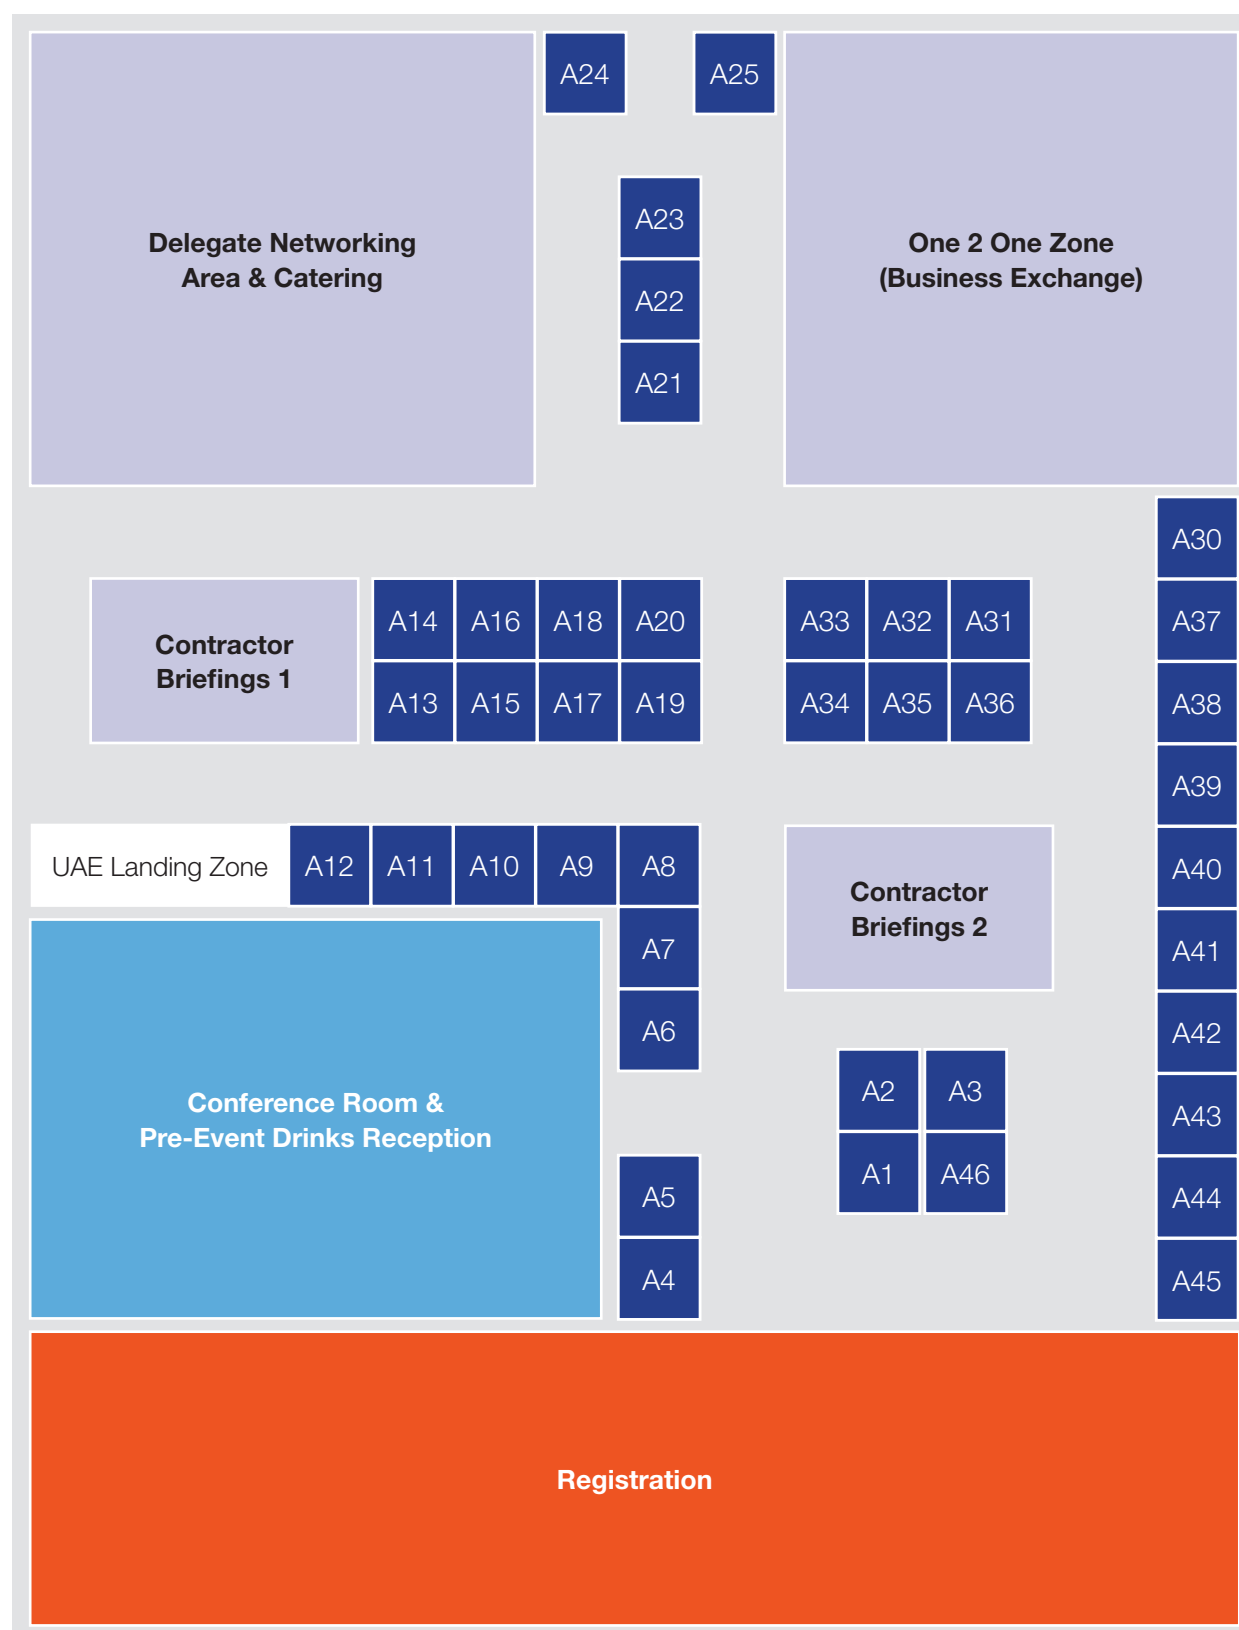 A24
A25
Delegate Networking
Area & Catering
A23
A22
A21
One 2 One Zone
(Business Exchange)
A30
A37
A38
A39
A40
A41
A42
A43
A44
A45
Contractor
Briefings 1
A14 A16 A18 A20
A13 A15 A17 A19
A33 A32 A31
A34 A35 A36
UAE Landing Zone A12 A11 A10 A9 A8
A7
A6
Contractor
Briefings 2
Conference Room &
Pre-Event Drinks Reception
A2 A3
A1 A46
A5
A4
Registration